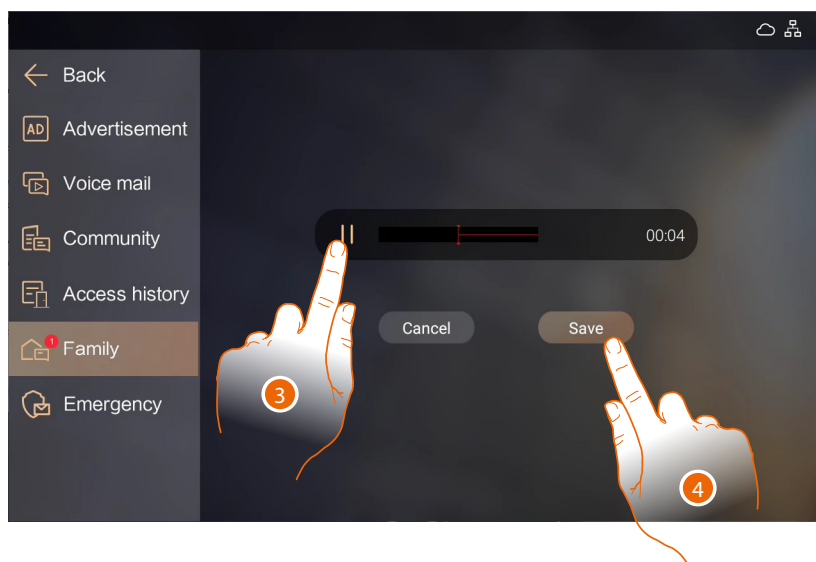 Back
AD Advertisement
Voice mail
Community
Access history
1 Family
Emergency
00:04
Cancel Save
3
4